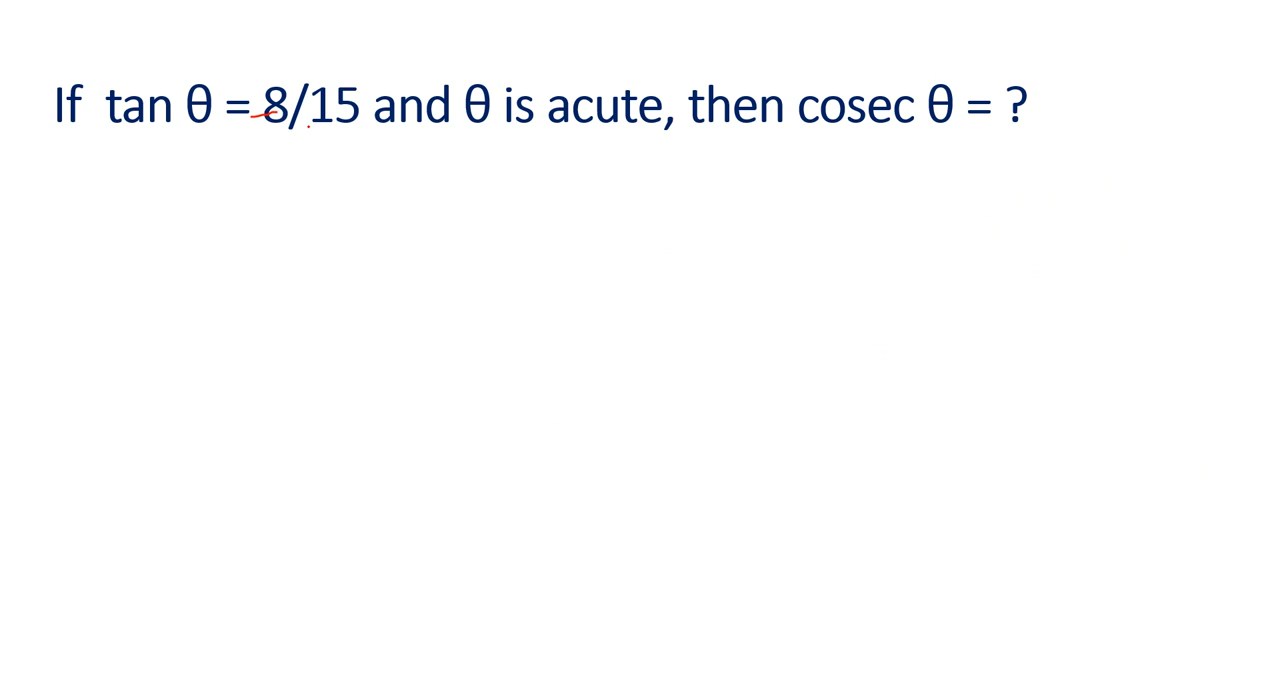 If tan θ = 8/15 and θ is acute, then cosec θ = ?